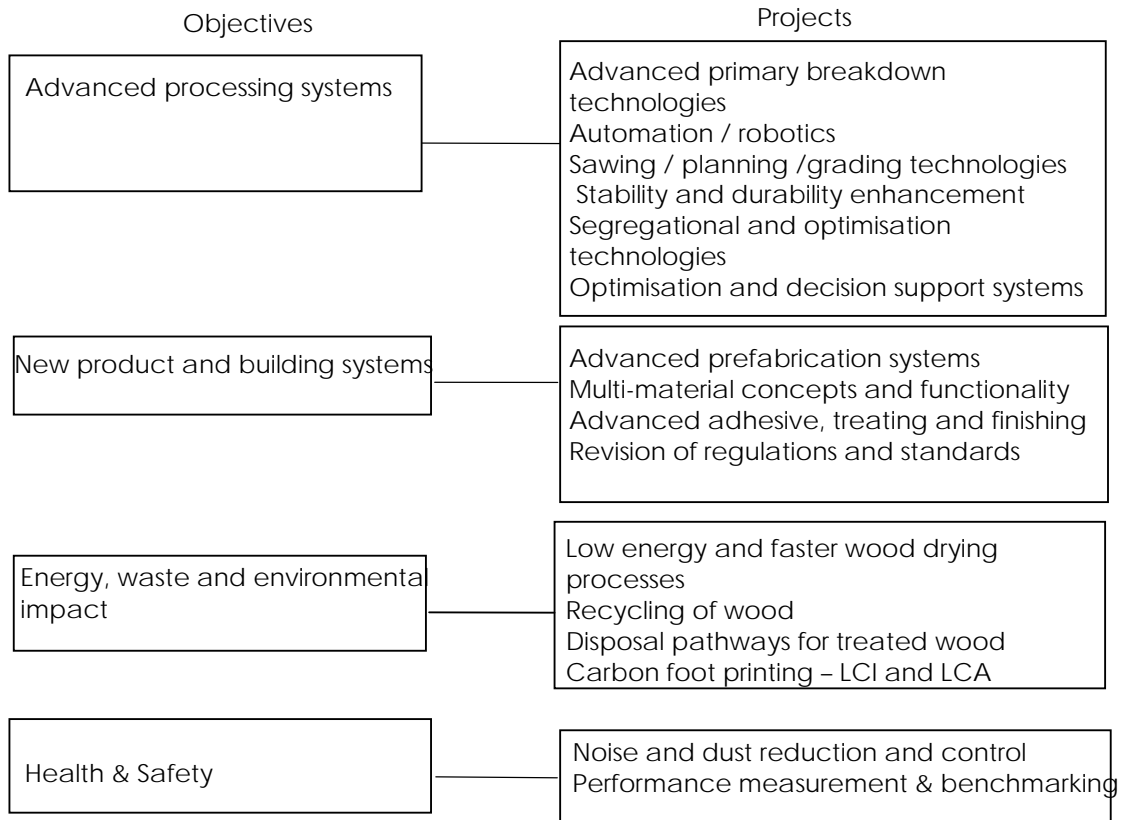 Objectives
Projects
Advanced processing systems
Advanced primary breakdown
technologies
Automation / robotics
Sawing / planning /grading technologies
Stability and durability enhancement
Segregational and optimisation
technologies
Optimisation and decision support systems
New product and building systems
Advanced prefabrication systems
Multi-material concepts and functionality
Advanced adhesive, treating and finishing
Revision of regulations and standards
Energy, waste and environmental
impact
Low energy and faster wood drying
processes
Recycling of wood
Disposal pathways for treated wood
Carbon foot printing – LCI and LCA
Health & Safety
Noise and dust reduction and control
Performance measurement & benchmarking